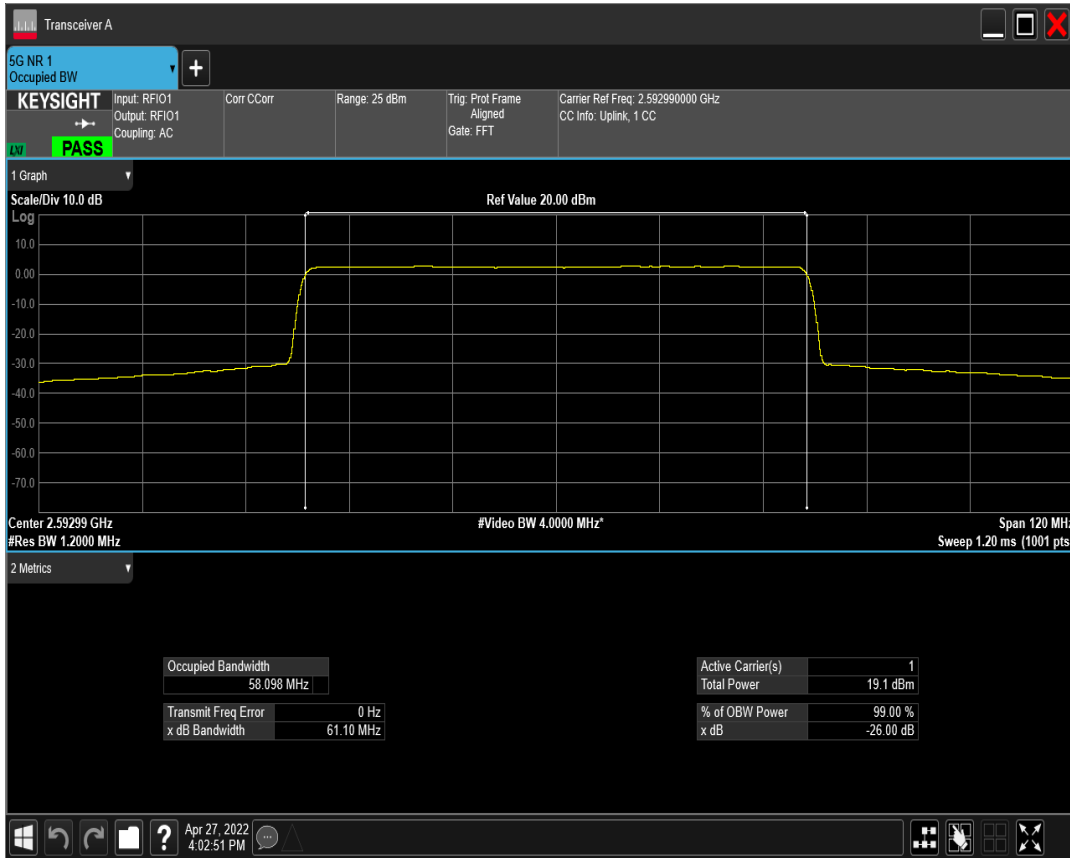 Transceiver A
5G NR 1
Occupied BW
+
KEYSIGHT
LXI
PASS
Input: RFIO1
Output: RFIO1
Coupling: AC
Corr CCorr
Range: 25 dBm
Trig: Prot Frame
Aligned
Gate: FFT
Carrier Ref Freq: 2.592990000 GHz
CC Info: Uplink, 1 CC
1 Graph
Scale/Div 10.0 dB
Ref Value 20.00 dBm
Log
10.0
0.00
-10.0
-20.0
-30.0
-40.0
-50.0
-60.0
-70.0
Center 2.59299 GHz
#Video BW 4.0000 MHz*
Span 120 MHz
#Res BW 1.2000 MHz
Sweep 1.20 ms (1001 pts
2 Metrics
Occupied Bandwidth
58.098 MHz
Transmit Freq Error 0 Hz
x dB Bandwidth 61.10 MHz
Active Carrier(s) 1
Total Power 19.1 dBm
% of OBW Power 99.00 %
x dB -26.00 dB
?
Apr 27, 2022
4:02:51 PM